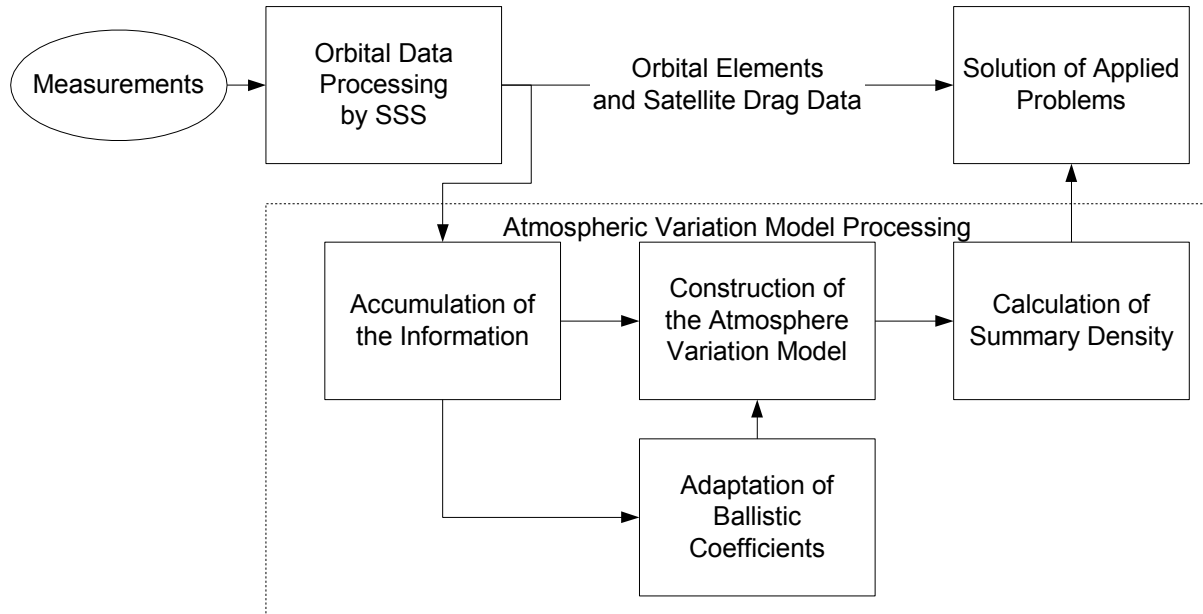 Measurements
Orbital Data
Processing
by SSS
Orbital Elements
and Satellite Drag Data
Solution of Applied
Problems
Atmospheric Variation Model Processing
Accumulation of
the Information
Construction of
the Atmosphere
Variation Model
Calculation of
Summary Density
Adaptation of
Ballistic
Coefficients